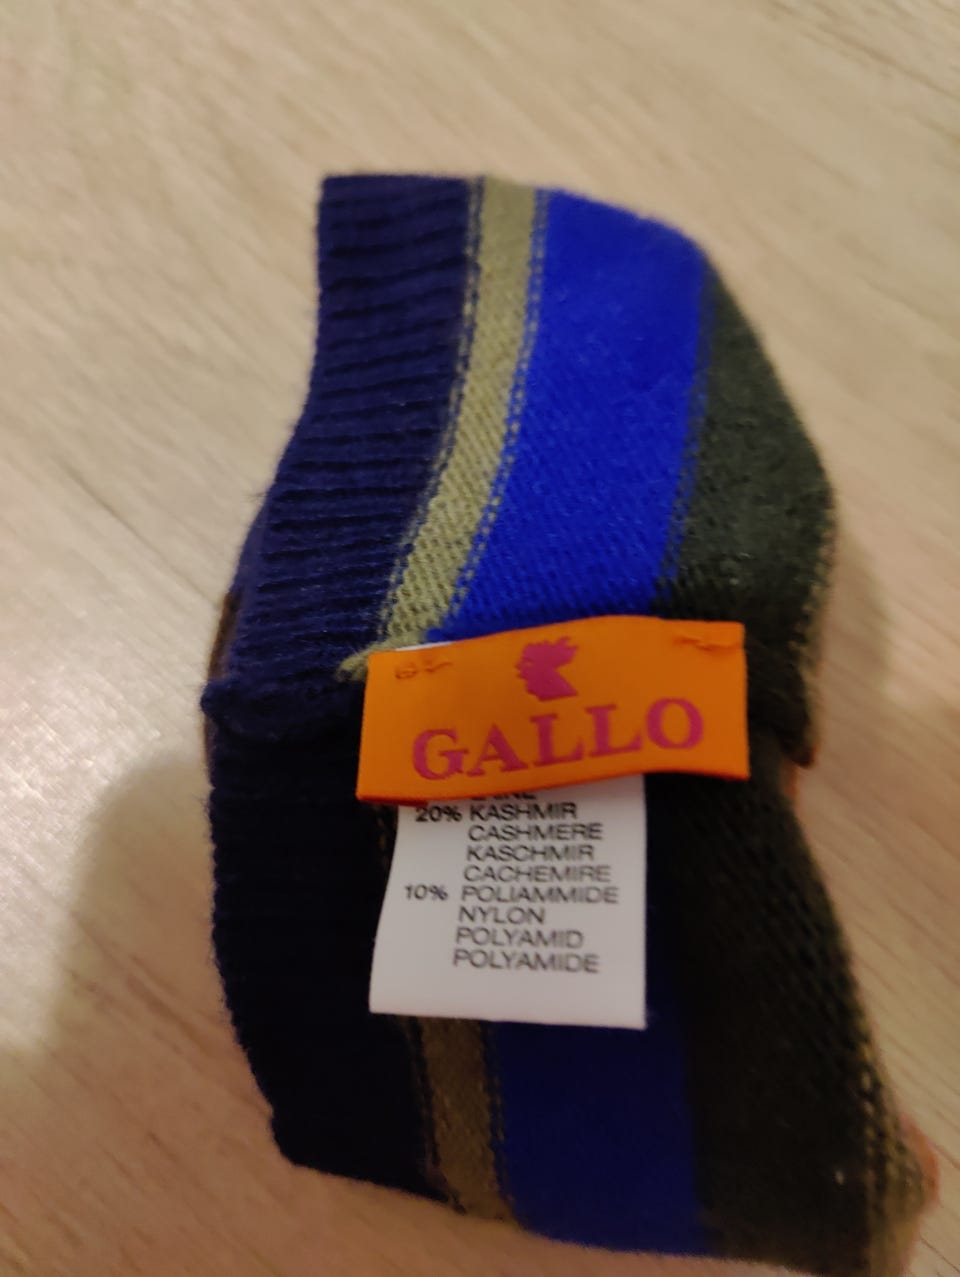 GALLO
20% KASHMIR
CASHMERE
KASCHMIR
CACHEMIRE
10% POLIAMMIDE
NYLON
POLYAMID
POLYAMIDE